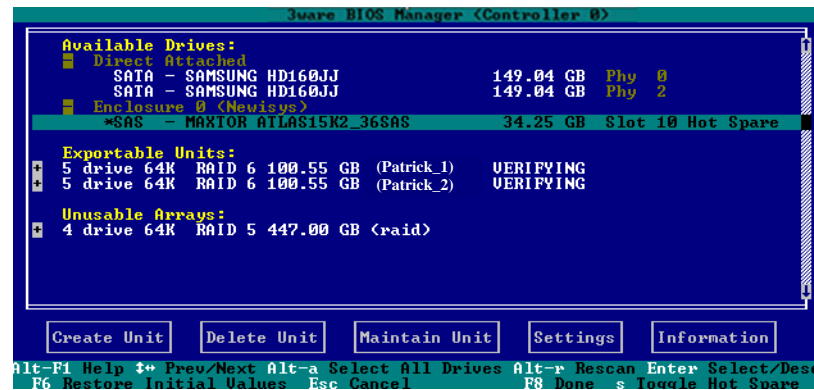 3ware BIOS Manager (Controller 0)
Available Drives:
Direct Attached
SATA - SAMSUNG HD160JJ 149.04 GB Phy 0
SATA - SAMSUNG HD160JJ 149.04 GB Phy 2
Enclosure 0 (Newisys)
*SAS - MAXTOR ATLAS15K2_36SAS 34.25 GB Slot 10 Hot Spare
Exportable Units:
+ 5 drive 64K RAID 6 100.55 GB (Patrick_1) VERIFYING
+ 5 drive 64K RAID 6 100.55 GB (Patrick_2) VERIFYING
Unusable Arrays:
+ 4 drive 64K RAID 5 447.00 GB (raid)
Create Unit Delete Unit Maintain Unit Settings Information
Alt-F1 Help ↕↔ Prev/Next Alt-a Select All Drives Alt-r Rescan Enter Select/Des
F6 Restore Initial Values Esc Cancel F8 Done s Toggle Hot Spare